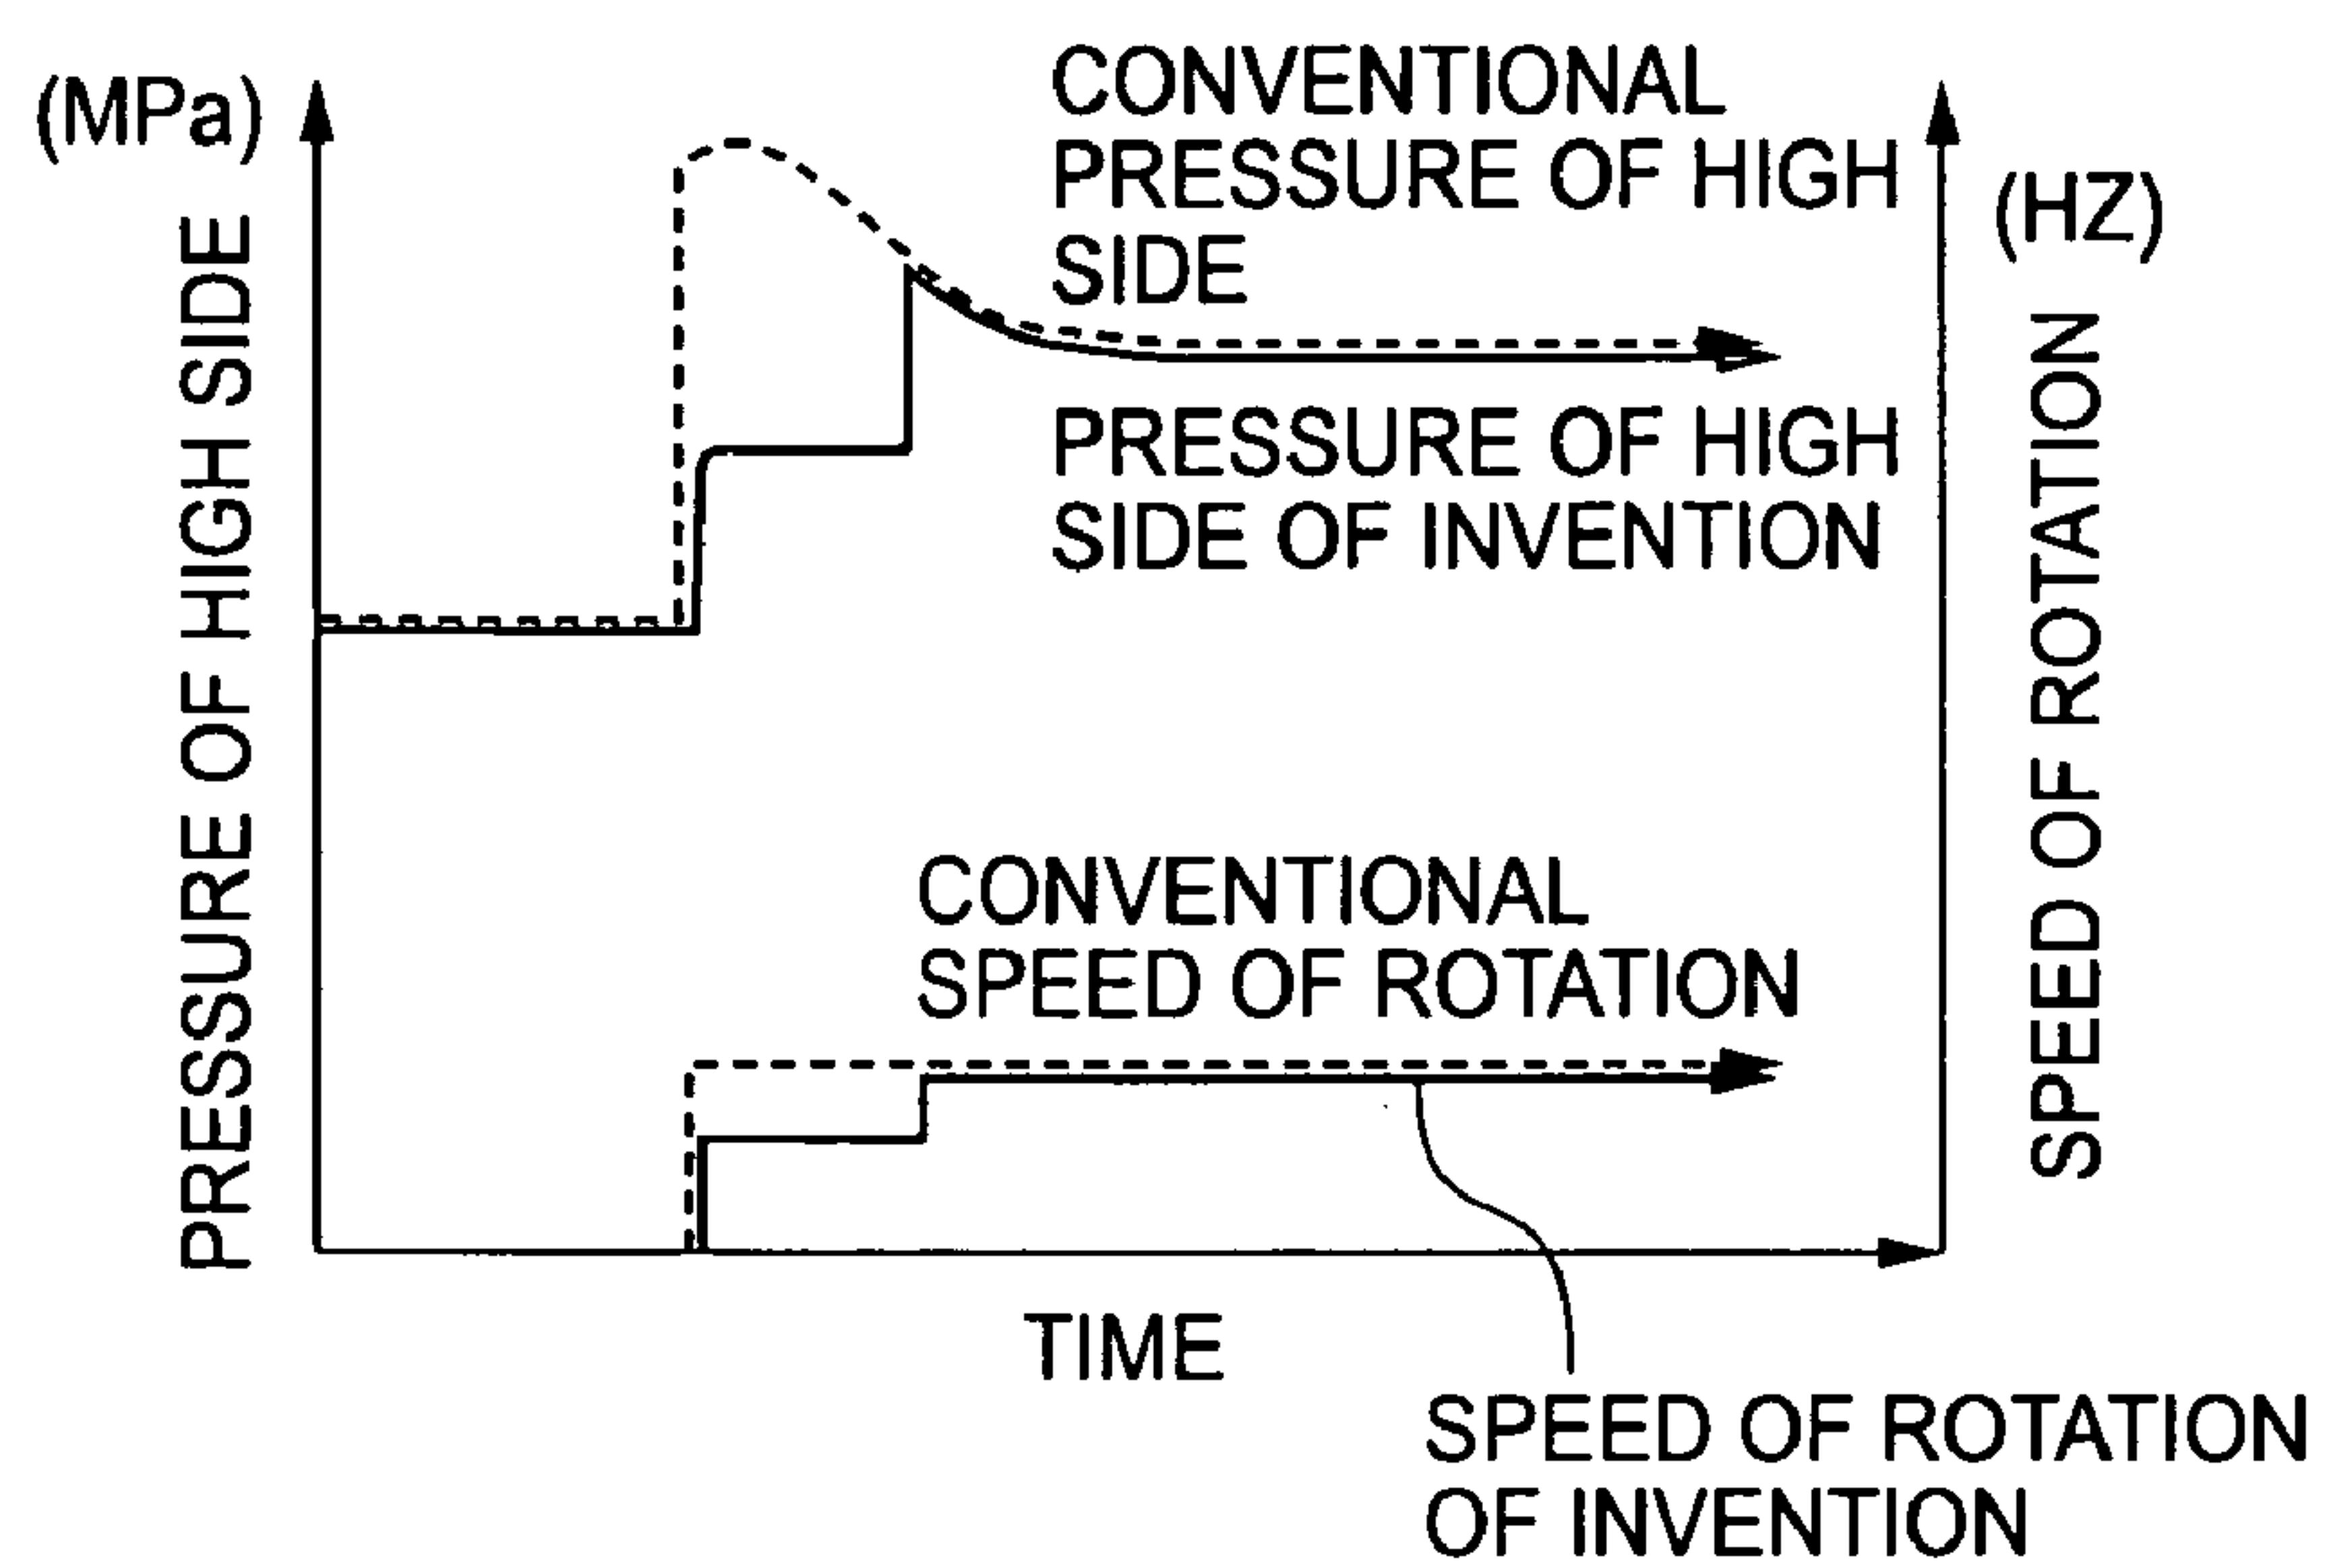 (MPa)
PRESSURE OF HIGH SIDE
CONVENTIONAL
PRESSURE OF HIGH
SIDE
PRESSURE OF HIGH
SIDE OF INVENTION
(HZ)
SPEED OF ROTATION
CONVENTIONAL
SPEED OF ROTATION
TIME
SPEED OF ROTATION
OF INVENTION